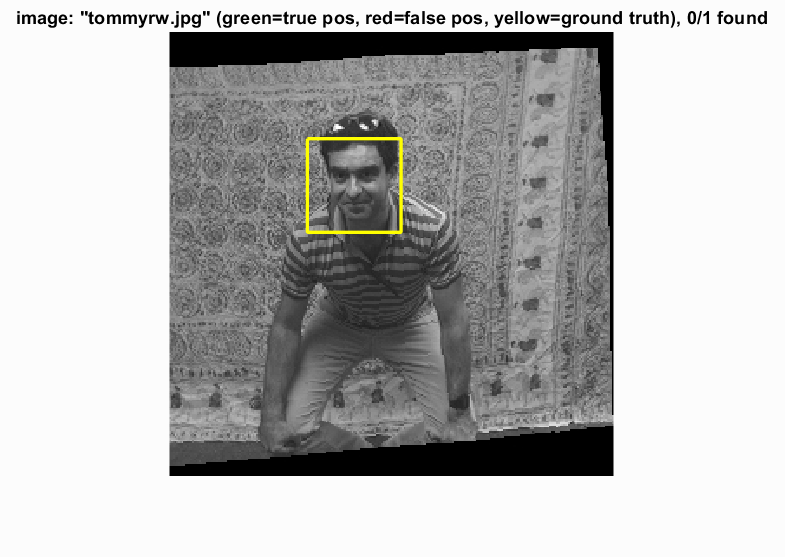 image: "tommyrw.jpg" (green=true pos, red=false pos, yellow=ground truth), 0/1 found